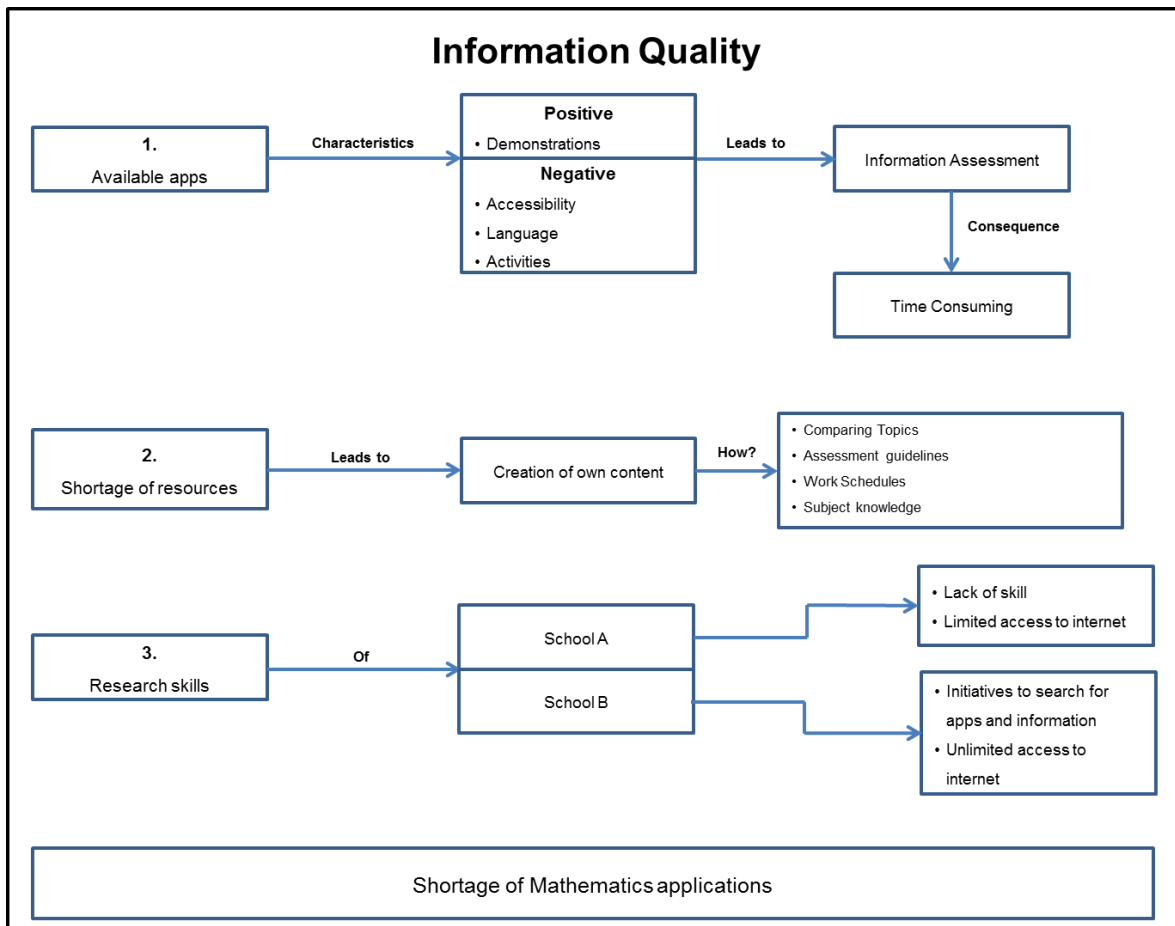 Information Quality
1.
Available apps
Characteristics
Positive
• Demonstrations
Negative
• Accessibility
• Language
• Activities
Leads to
Information Assessment
Consequence
Time Consuming
2.
Shortage of resources
Leads to
Creation of own content
How?
• Comparing Topics
• Assessment guidelines
• Work Schedules
• Subject knowledge
3.
Research skills
Of
School A
• Lack of skill
• Limited access to internet
School B
• Initiatives to search for
apps and information
• Unlimited access to
internet
Shortage of Mathematics applications